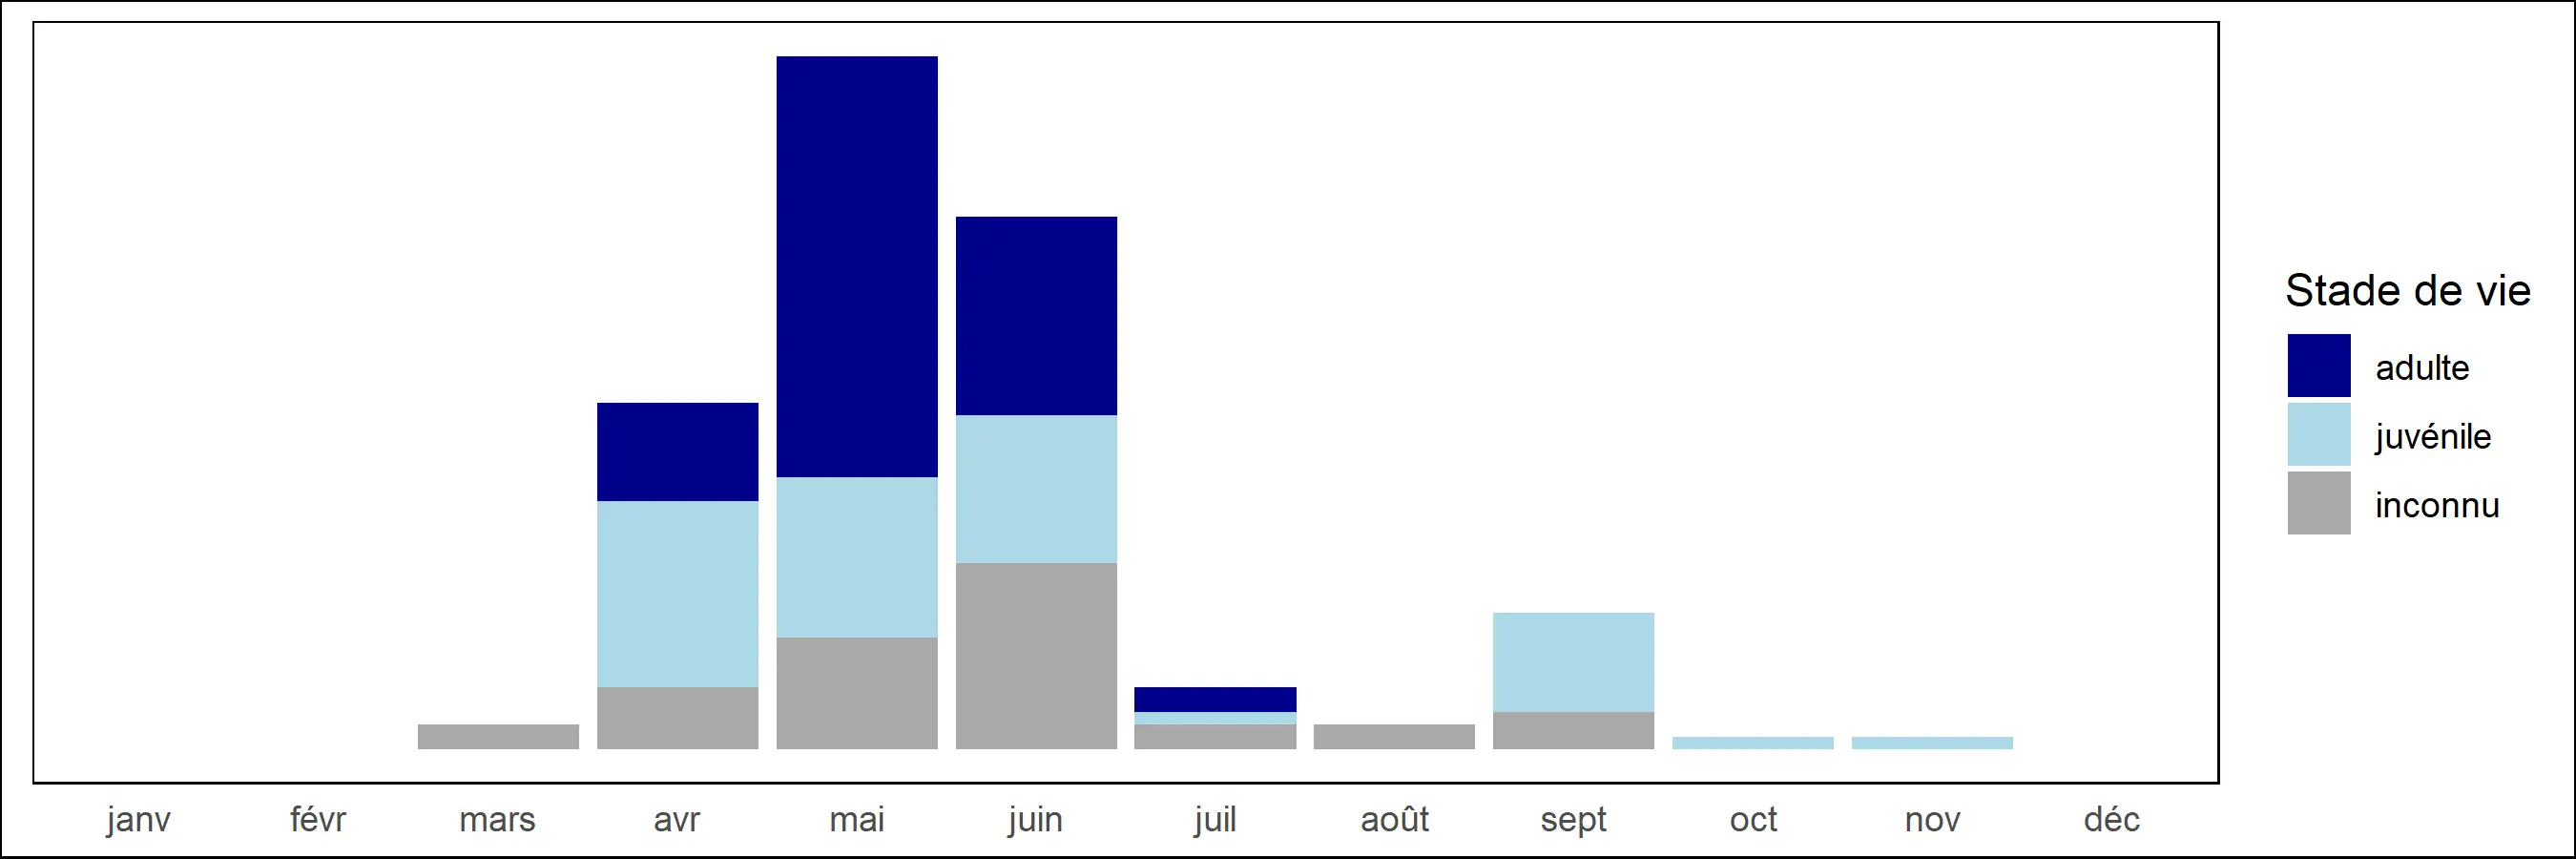 Stade de vie
adulte
juvénile
inconnu
janv févr mars avr mai juin juil août sept oct nov déc